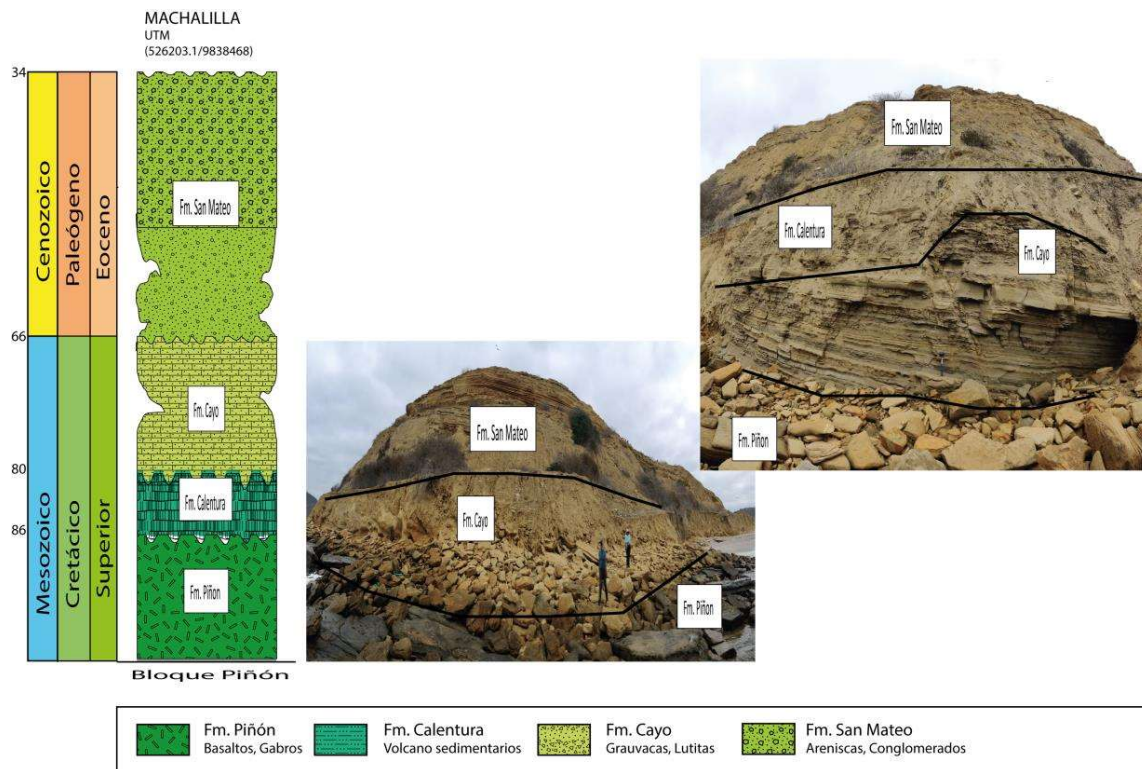 MACHALILLA
UTM
(526203.1/9838468)
34
66
80
86
Cenozoico
Paleógeno
Eoceno
Mesozoico
Cretácico
Superior
Fm. San Mateo
Fm. Cayo
Fm. Calentura
Fm. Piñon
Bloque Piñón
Fm. San Mateo
Fm. Cayo
Fm. Piñon
Fm. San Mateo
Fm. Calentura
Fm. Cayo
Fm. Piñon
Fm. Piñón
Basaltos, Gabros
Fm. Calentura
Volcano sedimentarios
Fm. Cayo
Grauvacas, Lutitas
Fm. San Mateo
Areniscas, Conglomerados